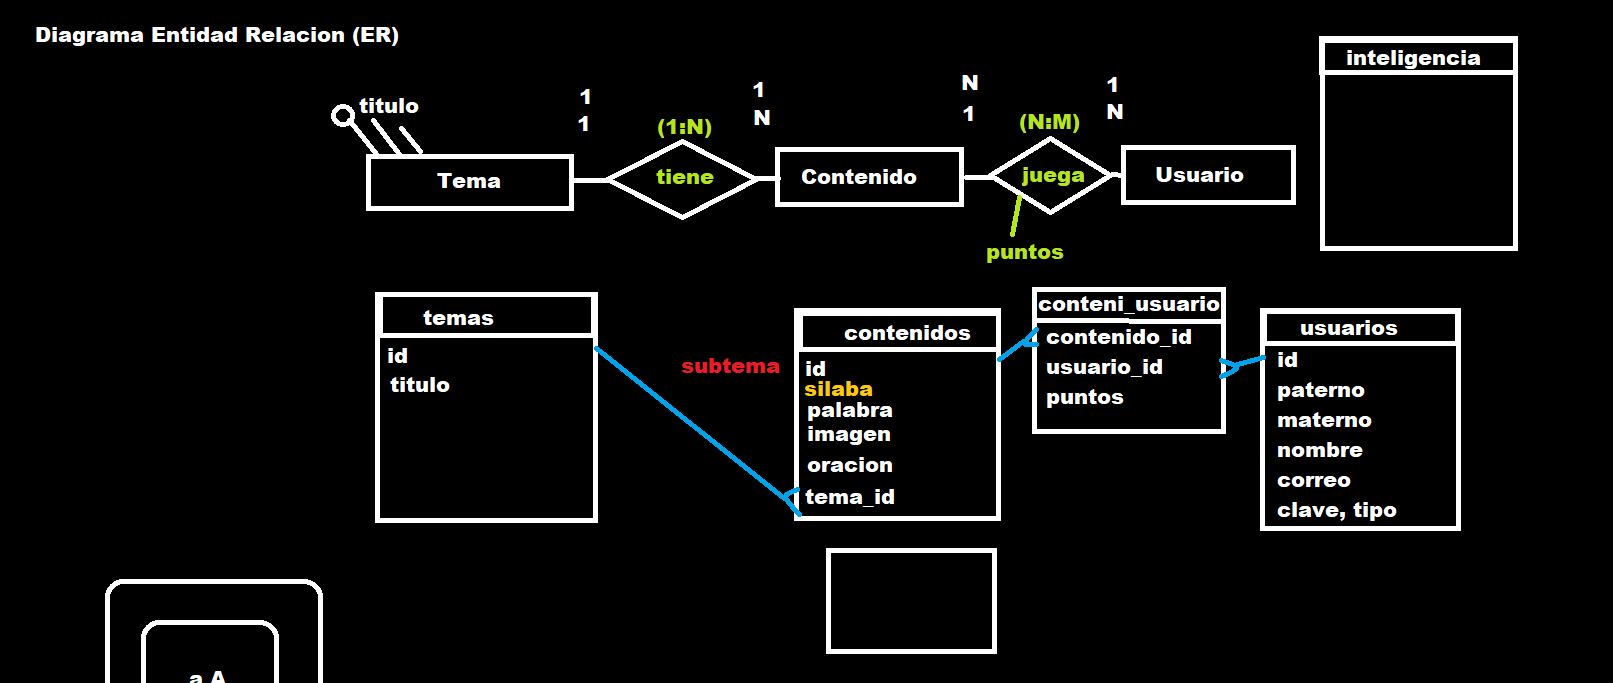 Diagrama Entidad Relacion (ER)
inteligencia
titulo
1
1
1
N
N
1
1
N
(1:N)
(N:M)
Tema
tiene
Contenido
juega
Usuario
puntos
temas
id
titulo
subtema
contenidos
id
silaba
palabra
imagen
oracion
tema_id
conteni_usuario
contenido_id
usuario_id
puntos
usuarios
id
paterno
materno
nombre
correo
clave, tipo
a A